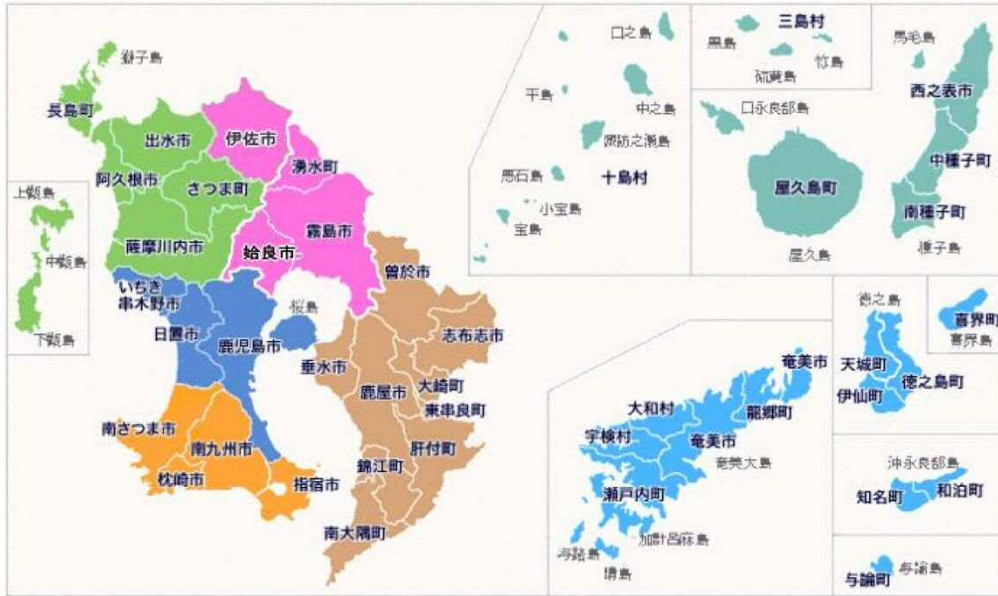 獅子島
長島町
出水市
伊佐市
湧水町
阿久根市
さつま町
薩摩川内市
姶良市
霧島市
上甑島
中甑島
下甑島
いちき
串木野市
日置市
鹿児島市
桜島
曽於市
志布志市
垂水市
鹿屋市
大崎町
東串良町
肝付町
錦江町
南大隅町
南さつま市
南九州市
枕崎市
指宿市
口之島
平島
中之島
諏訪之瀬島
悪石島
十島村
小宝島
宝島
三島村
黒島
竹島
硫黄島
馬毛島
西之表市
口永良部島
中種子町
屋久島町
南種子町
屋久島
種子島
奄美市
龍郷町
大和村
宇検村
奄美市
奄美大島
瀬戸内町
加計呂麻島
与路島
請島
徳之島
天城町
徳之島町
伊仙町
喜界町
喜界島
沖永良部島
知名町
和泊町
与論町
与論島